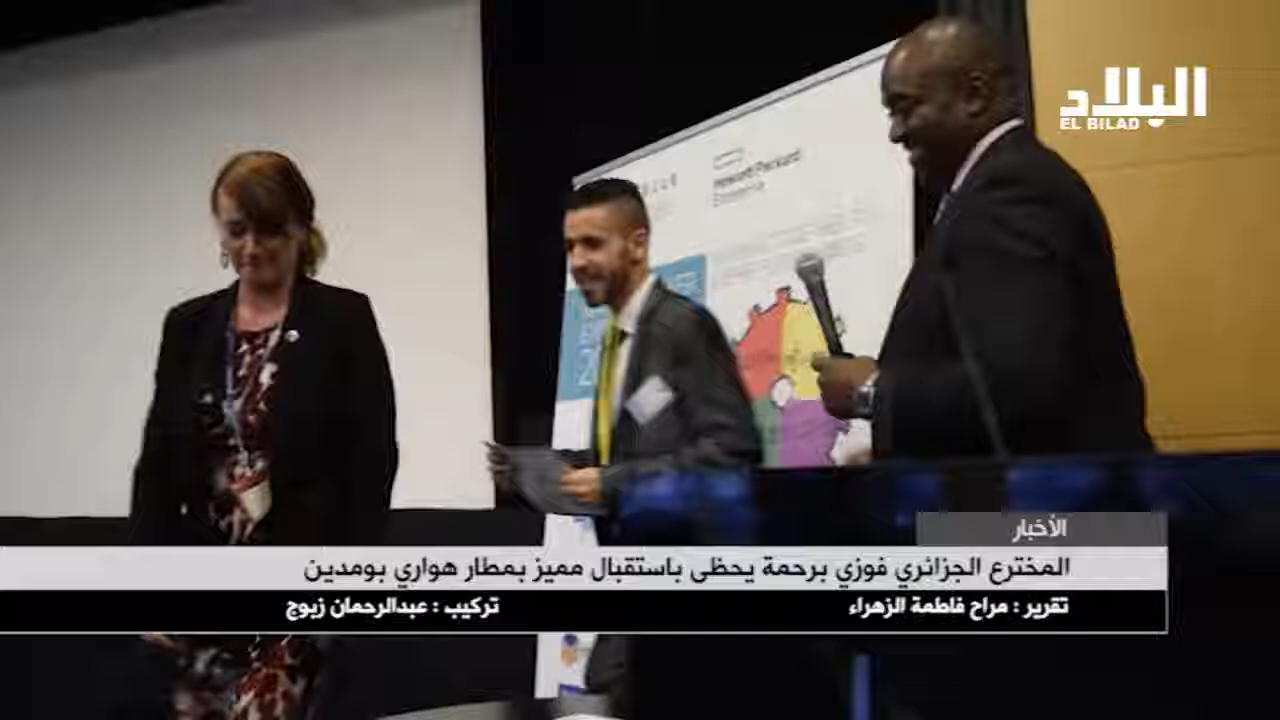 البلاد
EL BILAD
Hewlett Packard
Enterprise
الأخبار
المخترع الجزائري فوزي برحمة يحظى باستقبال مميز بمطار هواري بومدين
تقرير : مراح فاطمة الزهراء
تركيب : عبدالرحمان زبوج